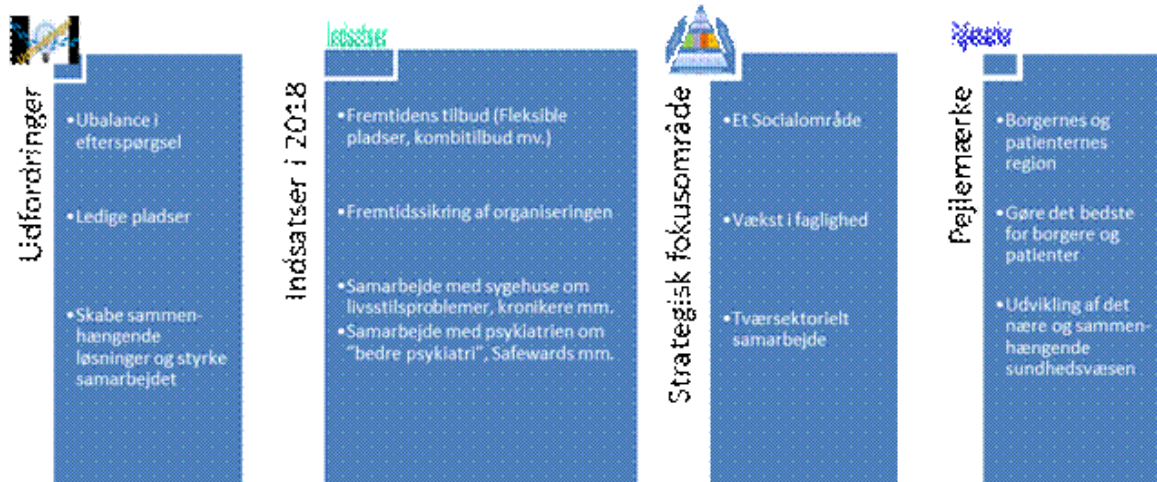 Udfordringer
•Ubalance i
efterspørgsel
•Ledige pladser
•Skabe sammen-
hængende
løsninger og styrke
samarbejdet
Indsatser
Indsatser i 2018
•Fremtidens tilbud (Fleksible
pladser, kombitilbud mv.)
•Fremtidssikring af organiseringen
•Samarbejde med sygehuse om
livsstilsproblemer, kronikere mm.
•Samarbejde med psykiatrien om
"bedre psykiatri", Safewards mm.
Strategisk fokusområde
•Et Socialområde
•Vækst i faglighed
•Tværsektorielt
samarbejde
Pejlemærke
•Borgernes og
patienternes
region
•Gøre det bedste
for borgere og
patienter
•Udvikling af det
nære og sammen-
hængende
sundhedsvæsen